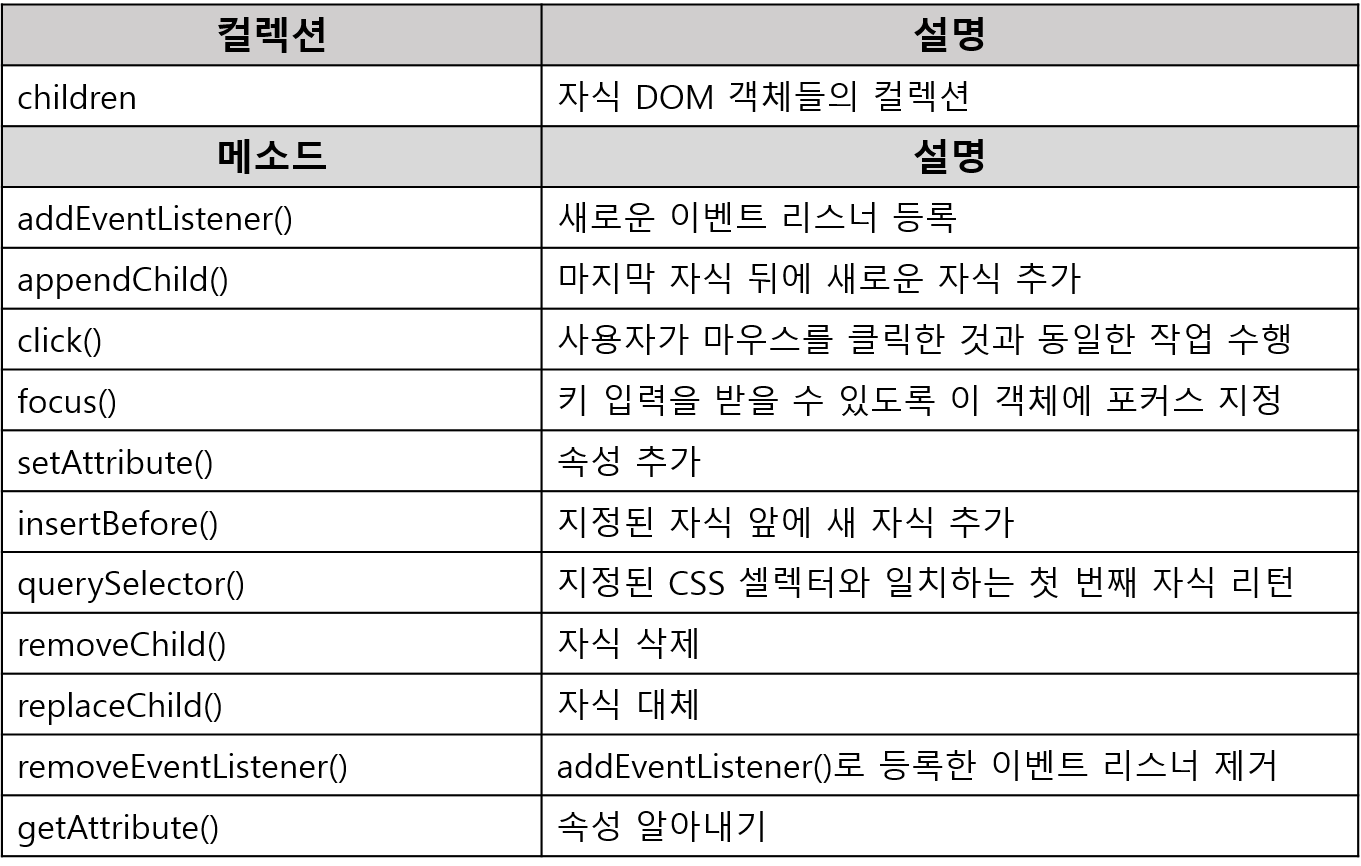 컬렉션 설명
children 자식 DOM 객체들의 컬렉션
메소드 설명
addEventListener() 새로운 이벤트 리스너 등록
appendChild() 마지막 자식 뒤에 새로운 자식 추가
click() 사용자가 마우스를 클릭한 것과 동일한 작업 수행
focus() 키 입력을 받을 수 있도록 이 객체에 포커스 지정
setAttribute() 속성 추가
insertBefore() 지정된 자식 앞에 새 자식 추가
querySelector() 지정된 CSS 셀렉터와 일치하는 첫 번째 자식 리턴
removeChild() 자식 삭제
replaceChild() 자식 대체
removeEventListener() addEventListener()로 등록한 이벤트 리스너 제거
getAttribute() 속성 알아내기